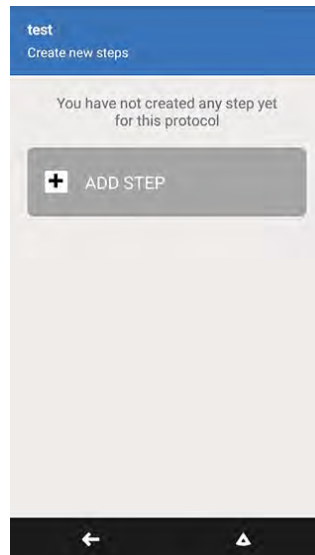 test
Create new steps
You have not created any step yet
for this protocol
ADD STEP